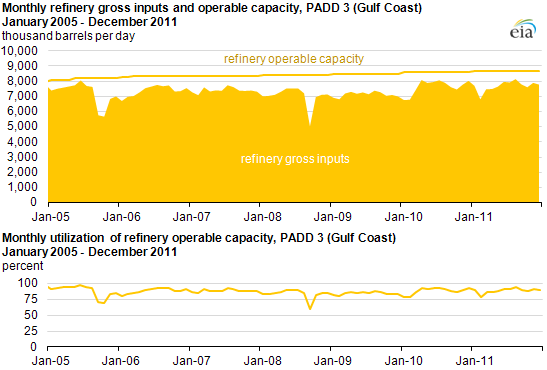 Monthly refinery gross inputs and operable capacity, PADD 3 (Gulf Coast)
January 2005 - December 2011
thousand barrels per day
eia
10,000
9,000
8,000
7,000
6,000
5,000
4,000
3,000
2,000
1,000
0
refinery operable capacity
refinery gross inputs
Jan-05 Jan-06 Jan-07 Jan-08 Jan-09 Jan-10 Jan-11
Monthly utilization of refinery operable capacity, PADD 3 (Gulf Coast)
January 2005 - December 2011
percent
100
75
50
25
0
Jan-05 Jan-06 Jan-07 Jan-08 Jan-09 Jan-10 Jan-11